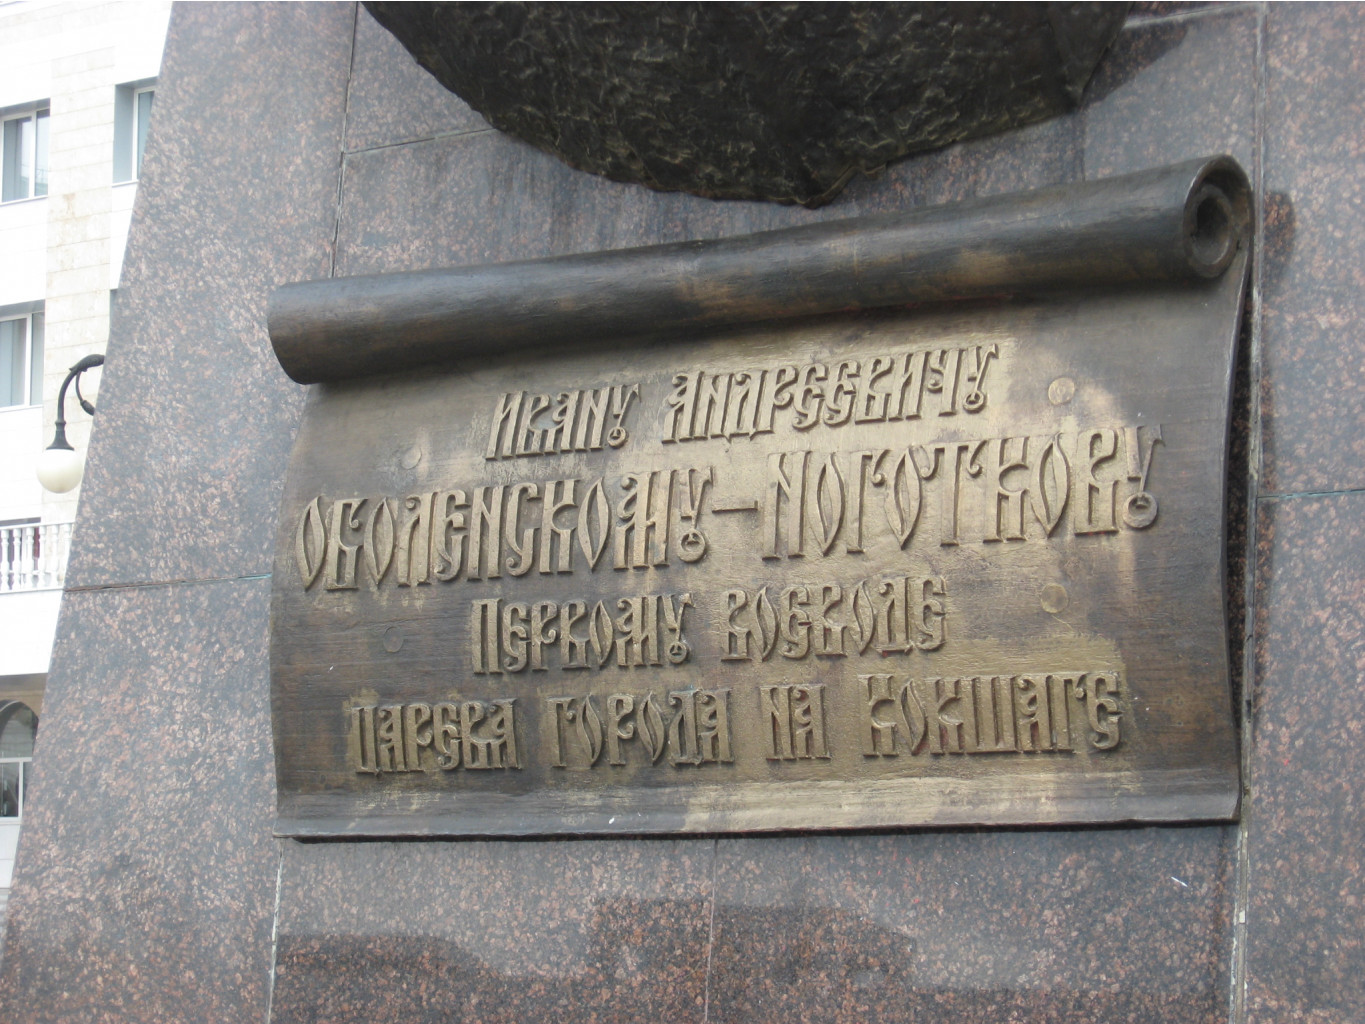 Ивану Андреевичу
Оболенскому-Ноготкову
Первому воеводе
Царева города на Кокшаге